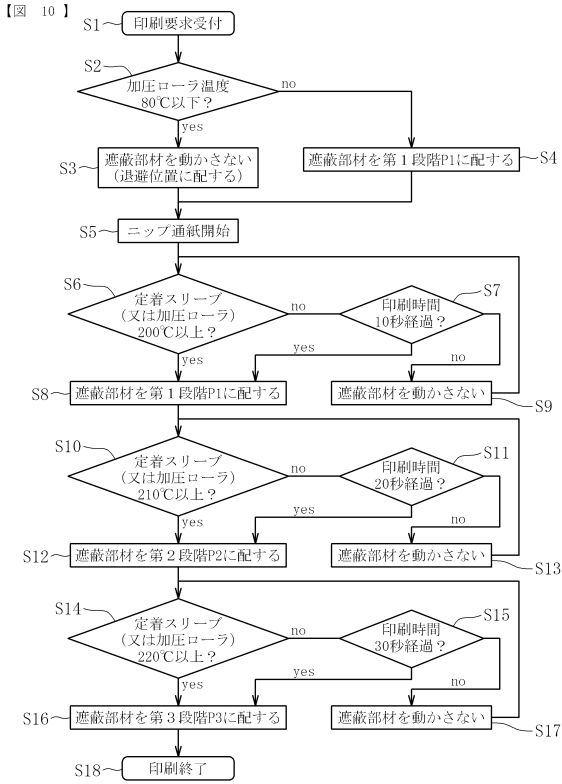 【図　10 】
S1
印刷要求受付
S2
加圧ローラ温度
80℃以下？
no
yes
S3
遮蔽部材を動かさない
（退避位置に配する）
遮蔽部材を第１段階P1に配する
S4
S5
ニップ通紙開始
S6
定着スリーブ
（又は加圧ローラ）
200℃以上？
no
yes
S7
印刷時間
10秒経過？
yes
no
S8
遮蔽部材を第１段階P1に配する
遮蔽部材を動かさない
S9
S10
定着スリーブ
（又は加圧ローラ）
210℃以上？
no
yes
S11
印刷時間
20秒経過？
yes
no
S12
遮蔽部材を第２段階P2に配する
遮蔽部材を動かさない
S13
S14
定着スリーブ
（又は加圧ローラ）
220℃以上？
no
yes
S15
印刷時間
30秒経過？
yes
no
S16
遮蔽部材を第３段階P3に配する
遮蔽部材を動かさない
S17
S18
印刷終了